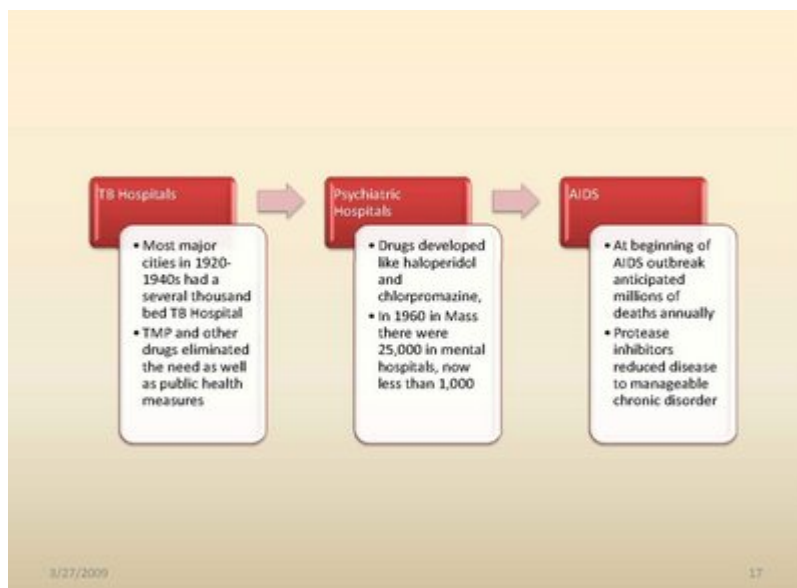 TB Hospitals
• Most major
cities in 1920-
1940s had a
several thousand
bed TB Hospital
• TMP and other
drugs eliminated
the need as well
as public health
measures
Psychiatric
Hospitals
• Drugs developed
like haloperidol
and
chlorpromazine,
• In 1960 in Mass
there were
25,000 in mental
hospitals, now
less than 1,000
AIDS
• At beginning of
AIDS outbreak
anticipated
millions of
deaths annually
• Protease
inhibitors
reduced disease
to manageable
chronic disorder
3/27/2009
17